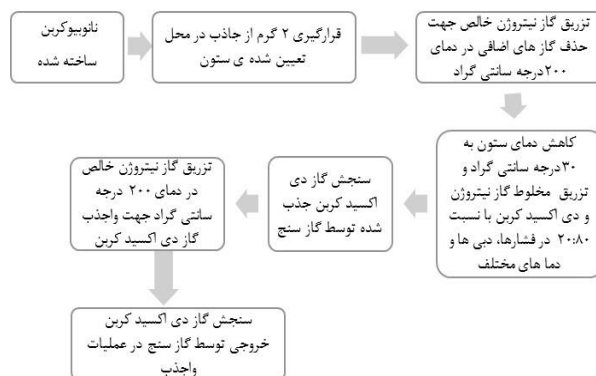 نانوبیوکربن
ساخته شده
قرارگیری ۲ گرم از جاذب در محل
تعیین شده ی ستون
تزریق گاز نیتروژن خالص جهت
حذف گاز های اضافی در دمای
۲۰۰درجه سانتی گراد
کاهش دمای ستون به
۳۰درجه سانتی گراد و
تزریق مخلوط گاز نیتروژن
و دی اکسید کربن با نسبت
۲۰:۸۰ در فشارها، دبی ها و
دما های مختلف
سنجش گاز دی
اکسید کربن جذب
شده توسط گاز سنج
تزریق گاز نیتروژن خالص
در دمای ۲۰۰ درجه
سانتی گراد جهت واجذب
گاز دی اکسید کربن
سنجش گاز دی اکسید کربن
خروجی توسط گاز سنج در عملیات
واجذب